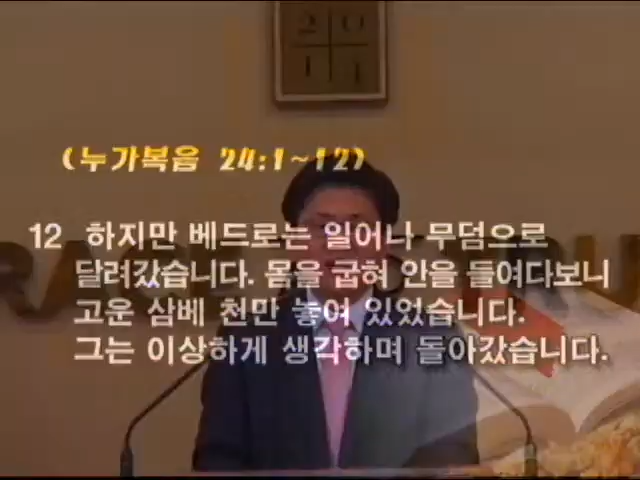 20
11
(누가복음 24:1~12)
12 하지만 베드로는 일어나 무덤으로
달려갔습니다. 몸을 굽혀 안을 들여다보니
고운 삼베 천만 놓여 있었습니다.
그는 이상하게 생각하며 돌아갔습니다.